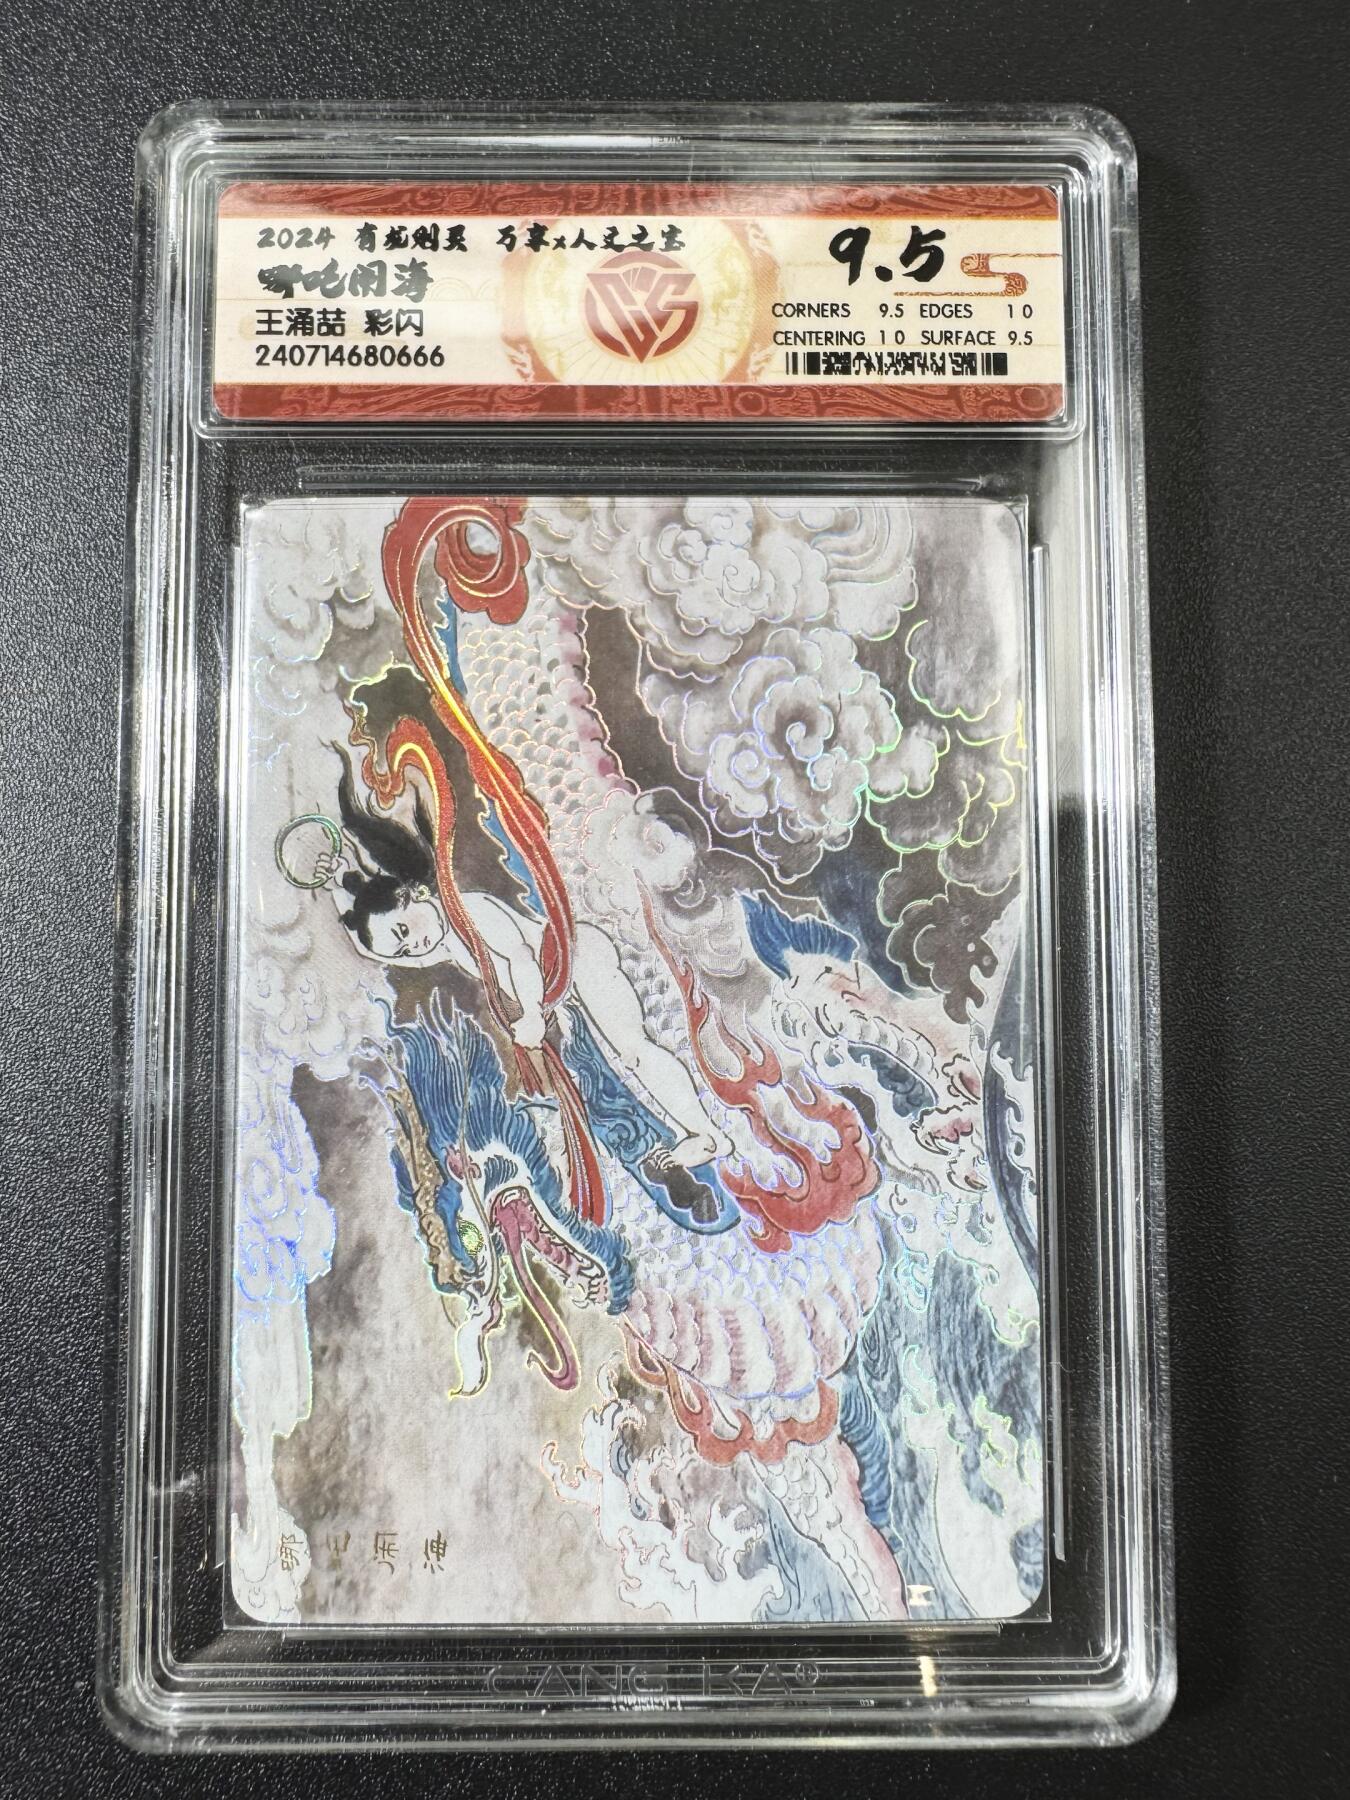 2024 有龙则灵 万享x人文之宝
9.5
哪吒闹海
王涌喆 彩闪
240714680666
CORNERS 9.5 EDGES 10
CENTERING 10 SURFACE 9.5
哪吒闹海
CANG KA®